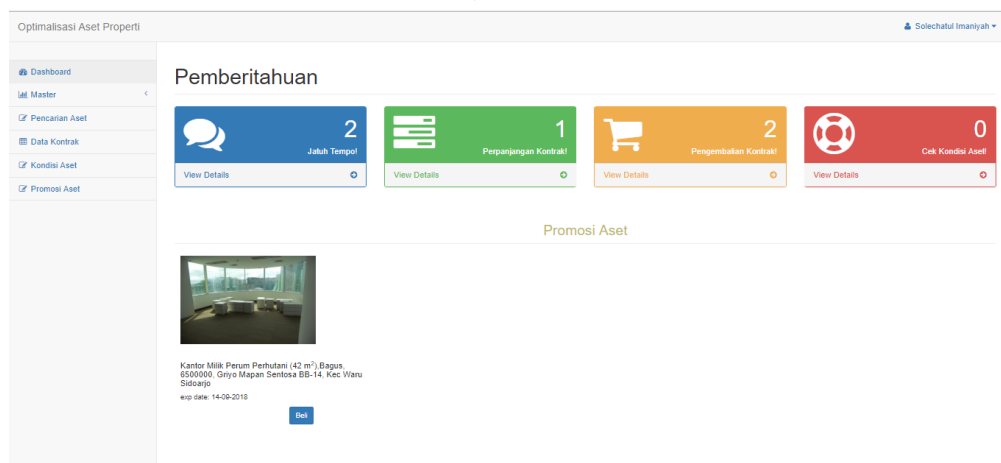 Optimalisasi Aset Properti
Solechatul Imaniyah
Dashboard
Master
Pencarian Aset
Data Kontrak
Kondisi Aset
Promosi Aset
Pemberitahuan
2
Jatuh Tempo!
View Details
1
Perpanjangan Kontrak!
View Details
2
Pengembalian Kontrak!
View Details
0
Cek Kondisi Aset!
View Details
Promosi Aset
Kantor Milik Perum Perhutani (42 m²),Bagus,
6500000, Griyo Mapan Sentosa BB-14, Kec Waru
Sidoarjo
exp date: 14-09-2018
Beli